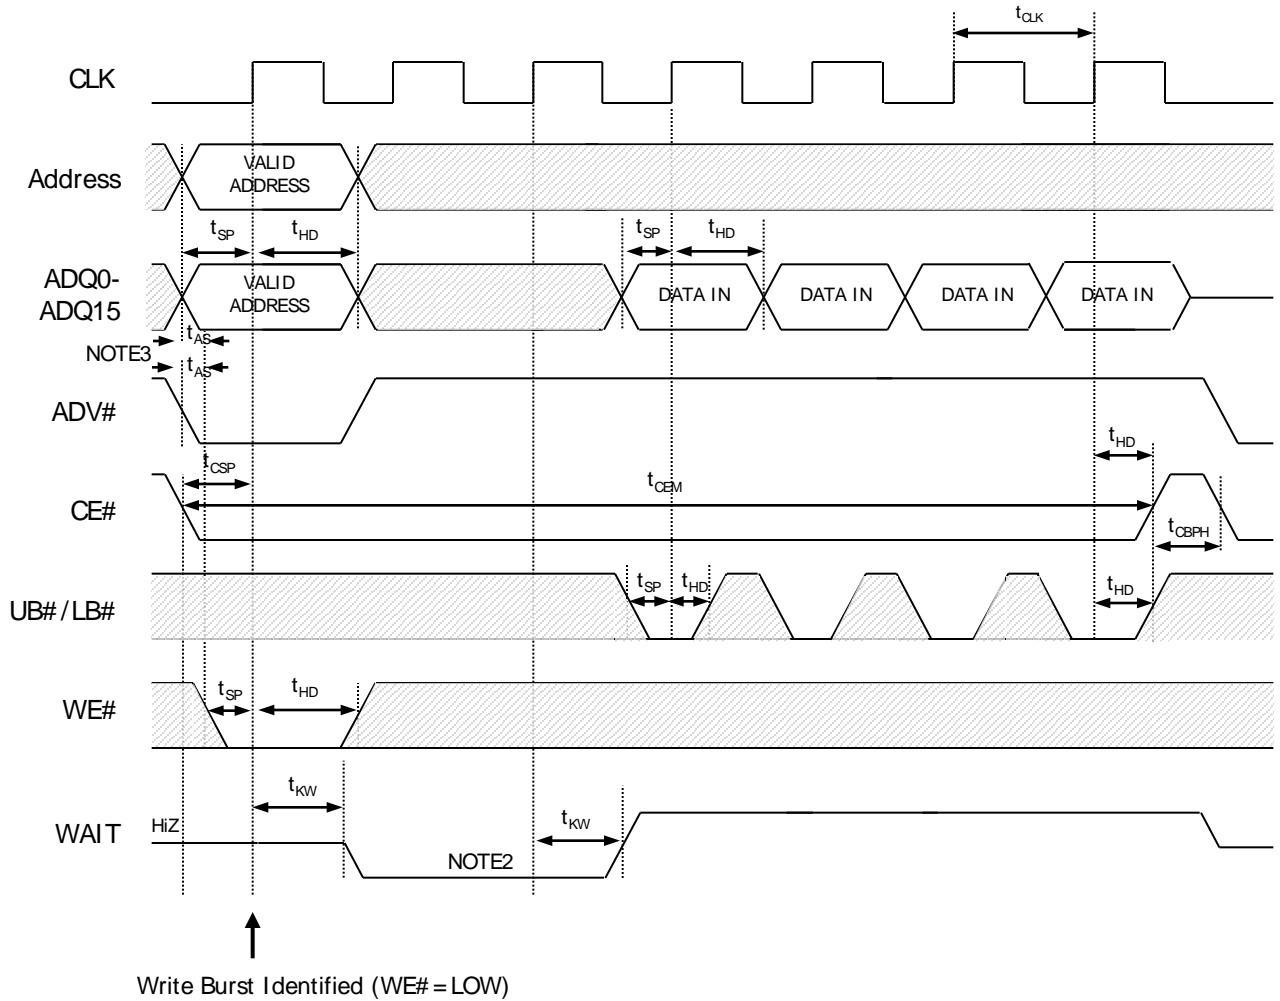 tCLK
CLK
Address
VALID
ADDRESS
tSP
tHD
tSP
tHD
ADQ0-
ADQ15
VALID
ADDRESS
DATA IN
DATA IN
DATA IN
DATA IN
tAS
NOTE3
tAS
ADV#
tHD
tCSP
tCEM
CE#
tCBPH
tSP
tHD
tHD
UB# / LB#
tSP
tHD
WE#
tKW
HiZ
tKW
WAIT
NOTE2
Write Burst Identified (WE# = LOW)